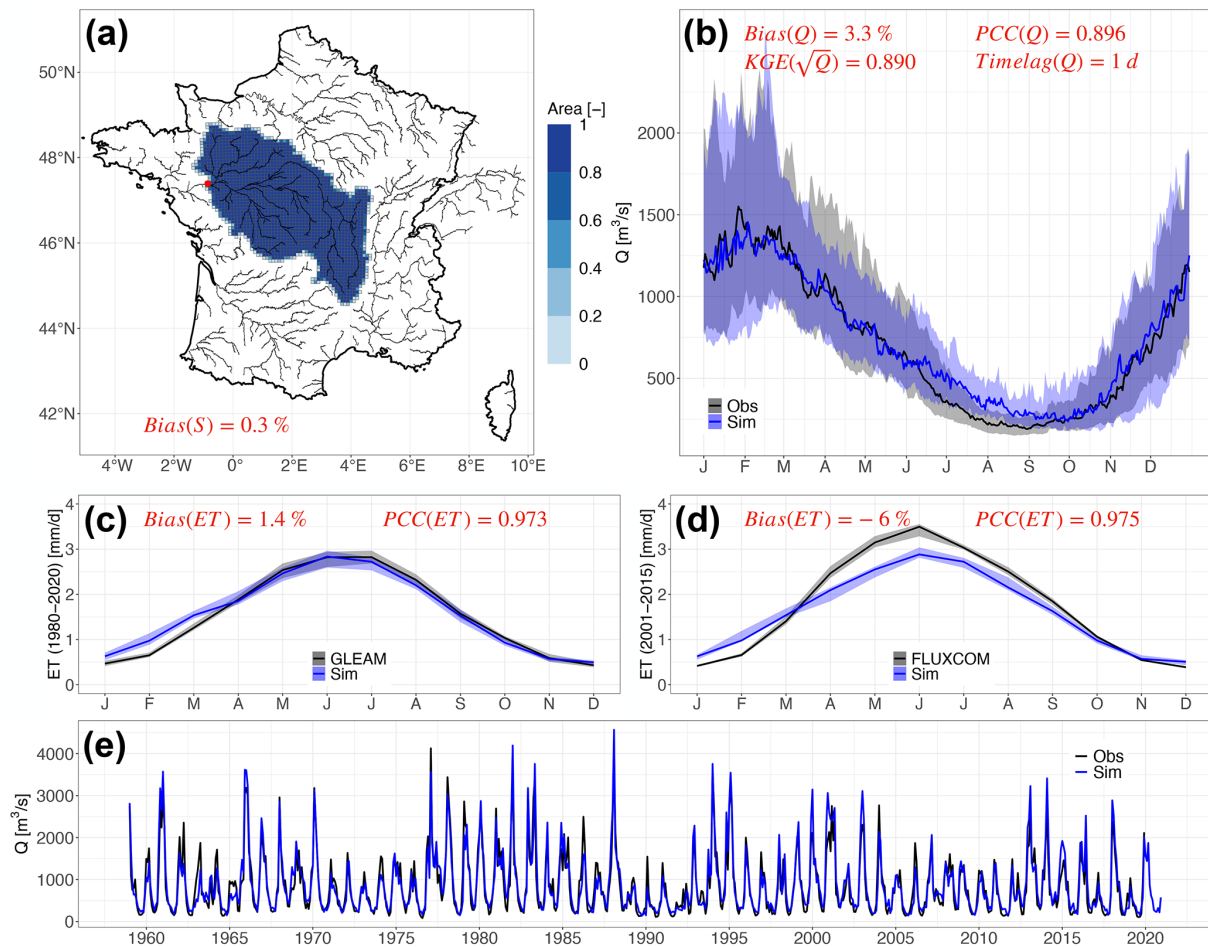 (a)
50°N
48°N
46°N
44°N
42°N
4°W 2°W 0° 2°E 4°E 6°E 8°E 10°E
Area [−]
1
0.8
0.6
0.4
0.2
0
Bias(S) = 0.3 %
(b)
Bias(Q) = 3.3 % PCC(Q) = 0.896
KGE(√Q) = 0.890 Timelag(Q) = 1 d
Q [m³/s]
2000
1500
1000
500
Obs
Sim
J F M A M J J A S O N D
(c)
Bias(ET) = 1.4 % PCC(ET) = 0.973
ET (1980−2020) [mm/d]
4
3
2
1
0
GLEAM
Sim
J F M A M J J A S O N D
(d)
Bias(ET) = − 6 % PCC(ET) = 0.975
ET (2001−2015) [mm/d]
4
3
2
1
0
FLUXCOM
Sim
J F M A M J J A S O N D
(e)
Q [m³/s]
4000
3000
2000
1000
0
Obs
Sim
1960 1965 1970 1975 1980 1985 1990 1995 2000 2005 2010 2015 2020